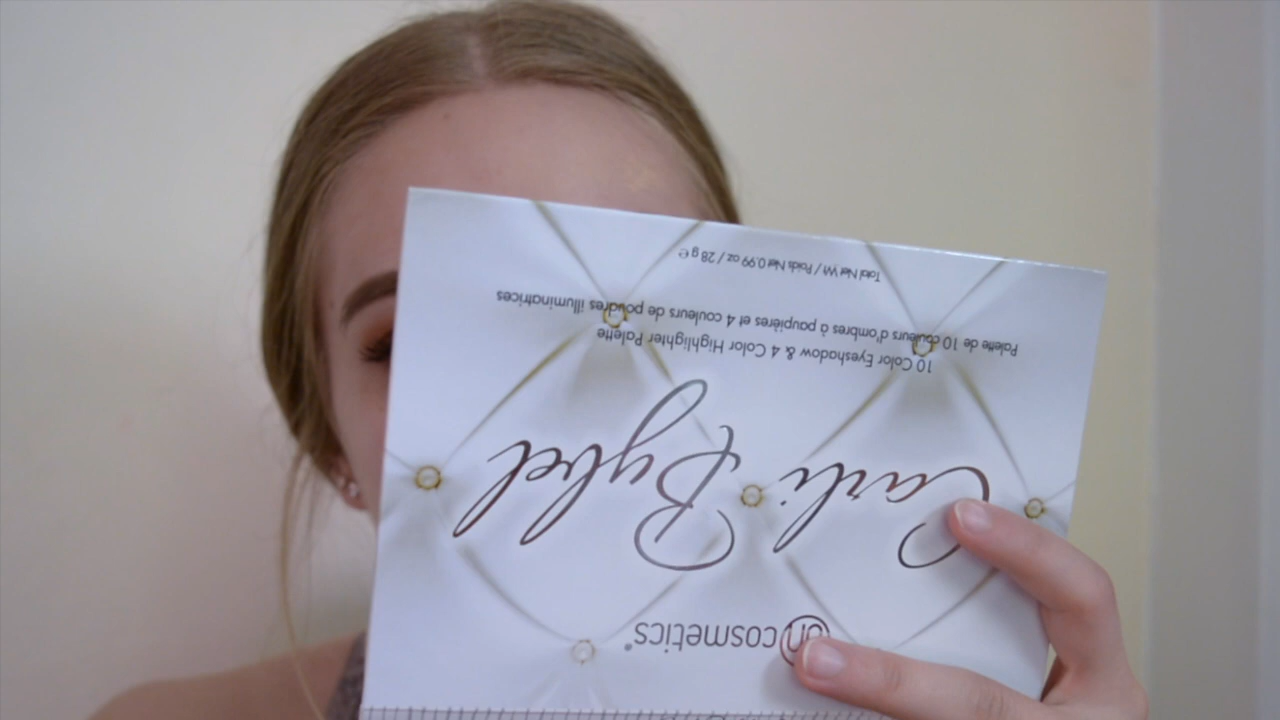 bh cosmetics®
Carli Bybel
10 Color Eyeshadow & 4 Color Highlighter Palette
Palette de 10 couleurs d'ombres à paupières et 4 couleurs de poudres illuminatrices
Total Net Wt / Poids Net 0.99 oz / 28 g ℮